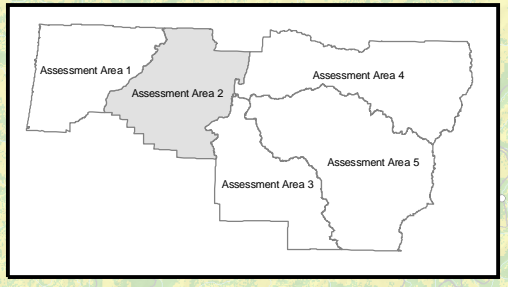 Assessment Area 1
Assessment Area 2
Assessment Area 4
Assessment Area 5
Assessment Area 3